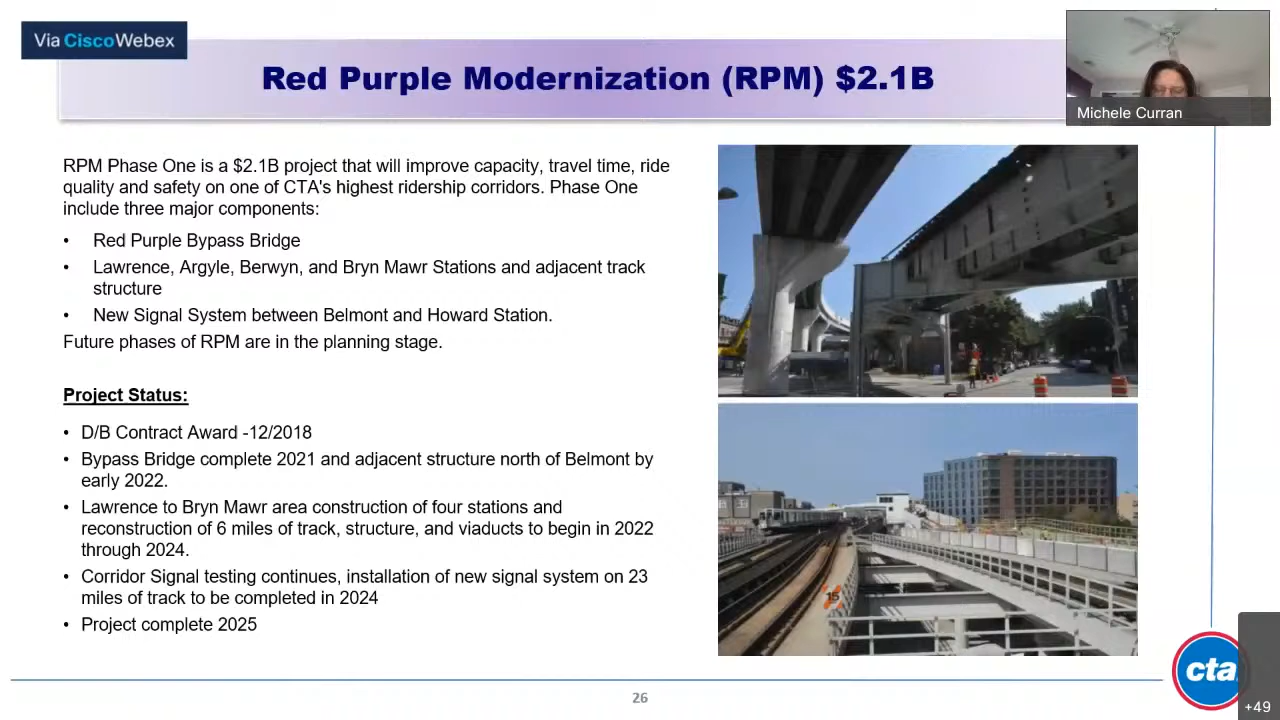 Via CiscoWebex
Red Purple Modernization (RPM) $2.1B
Michele Curran
RPM Phase One is a $2.1B project that will improve capacity, travel time, ride
quality and safety on one of CTA's highest ridership corridors. Phase One
include three major components:
• Red Purple Bypass Bridge
• Lawrence, Argyle, Berwyn, and Bryn Mawr Stations and adjacent track
structure
• New Signal System between Belmont and Howard Station.
Future phases of RPM are in the planning stage.
Project Status:
• D/B Contract Award -12/2018
• Bypass Bridge complete 2021 and adjacent structure north of Belmont by
early 2022.
• Lawrence to Bryn Mawr area construction of four stations and
reconstruction of 6 miles of track, structure, and viaducts to begin in 2022
through 2024.
• Corridor Signal testing continues, installation of new signal system on 23
miles of track to be completed in 2024
• Project complete 2025
15
cta
26
+49